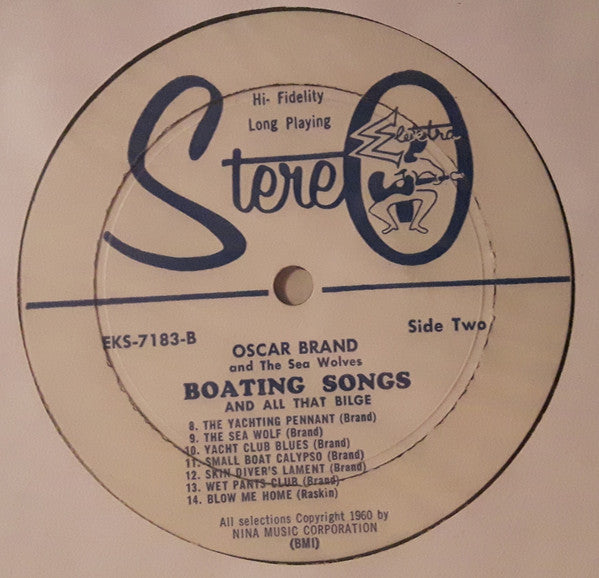 Hi- Fidelity
Long Playing
Stereo
Elektra
EKS-7183-B
Side Two
OSCAR BRAND
and The Sea Wolves
BOATING SONGS
AND ALL THAT BILGE
8. THE YACHTING PENNANT (Brand)
9. THE SEA WOLF (Brand)
10. YACHT CLUB BLUES (Brand)
11. SMALL BOAT CALYPSO (Brand)
12. SKIN DIVER'S LAMENT (Brand)
13. WET PANTS CLUB (Brand)
14. BLOW ME HOME (Raskin)
All selections Copyright 1960 by
NINA MUSIC CORPORATION
(BMI)